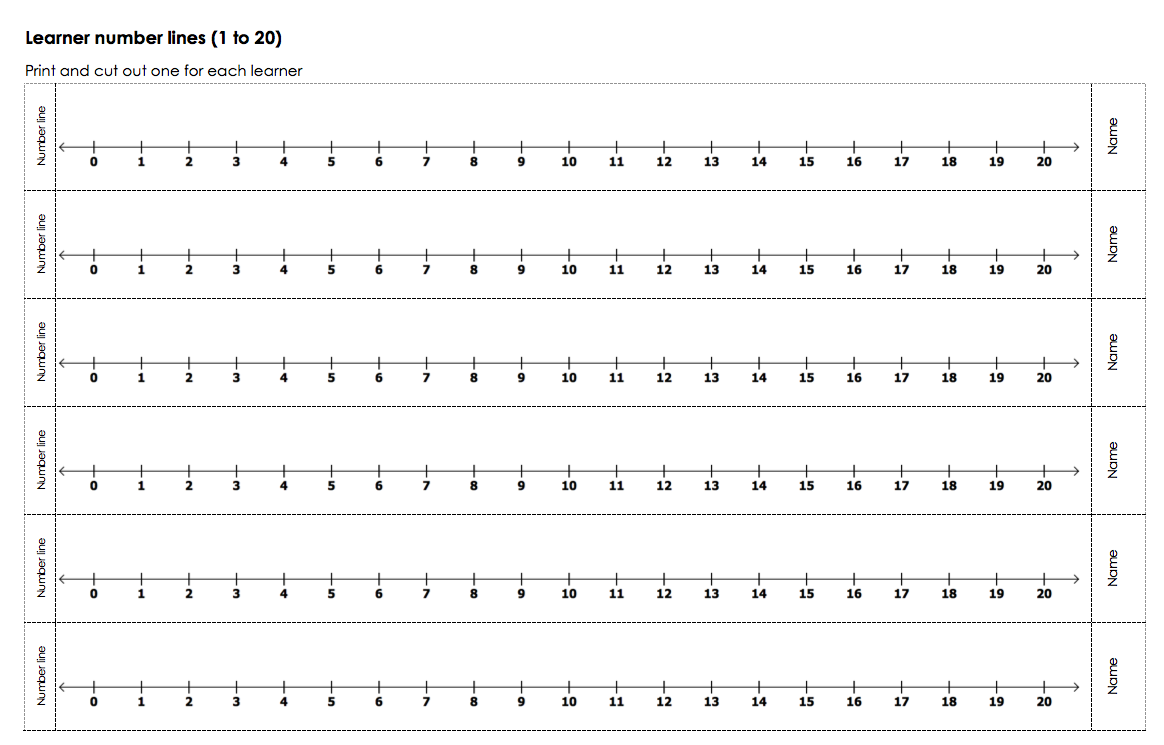 Learner number lines (1 to 20)
Print and cut out one for each learner
Number line
0 1 2 3 4 5 6 7 8 9 10 11 12 13 14 15 16 17 18 19 20
Name
Number line
0 1 2 3 4 5 6 7 8 9 10 11 12 13 14 15 16 17 18 19 20
Name
Number line
0 1 2 3 4 5 6 7 8 9 10 11 12 13 14 15 16 17 18 19 20
Name
Number line
0 1 2 3 4 5 6 7 8 9 10 11 12 13 14 15 16 17 18 19 20
Name
Number line
0 1 2 3 4 5 6 7 8 9 10 11 12 13 14 15 16 17 18 19 20
Name
Number line
0 1 2 3 4 5 6 7 8 9 10 11 12 13 14 15 16 17 18 19 20
Name